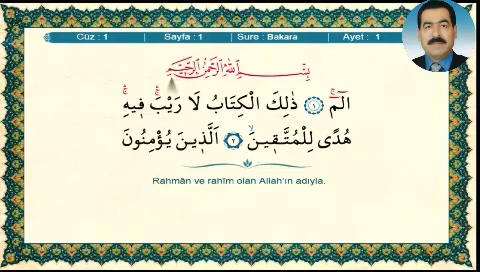 Cüz : 1 | Sayfa : 1 | Sure : Bakara | Ayet : 1
بِسْــمِ اللّٰهِ الرَّحْمٰنِ الرَّحِيمِ
الٓمٓۚ ﴿١﴾ ذٰلِكَ الْكِتَابُ لَا رَيْبَۚۛ فٖيهِۚۛ
هُدًى لِلْمُتَّقٖينَۙ ﴿٢﴾ اَلَّذٖينَ يُؤْمِنُونَ
Rahmân ve rahîm olan Allah'ın adıyla.